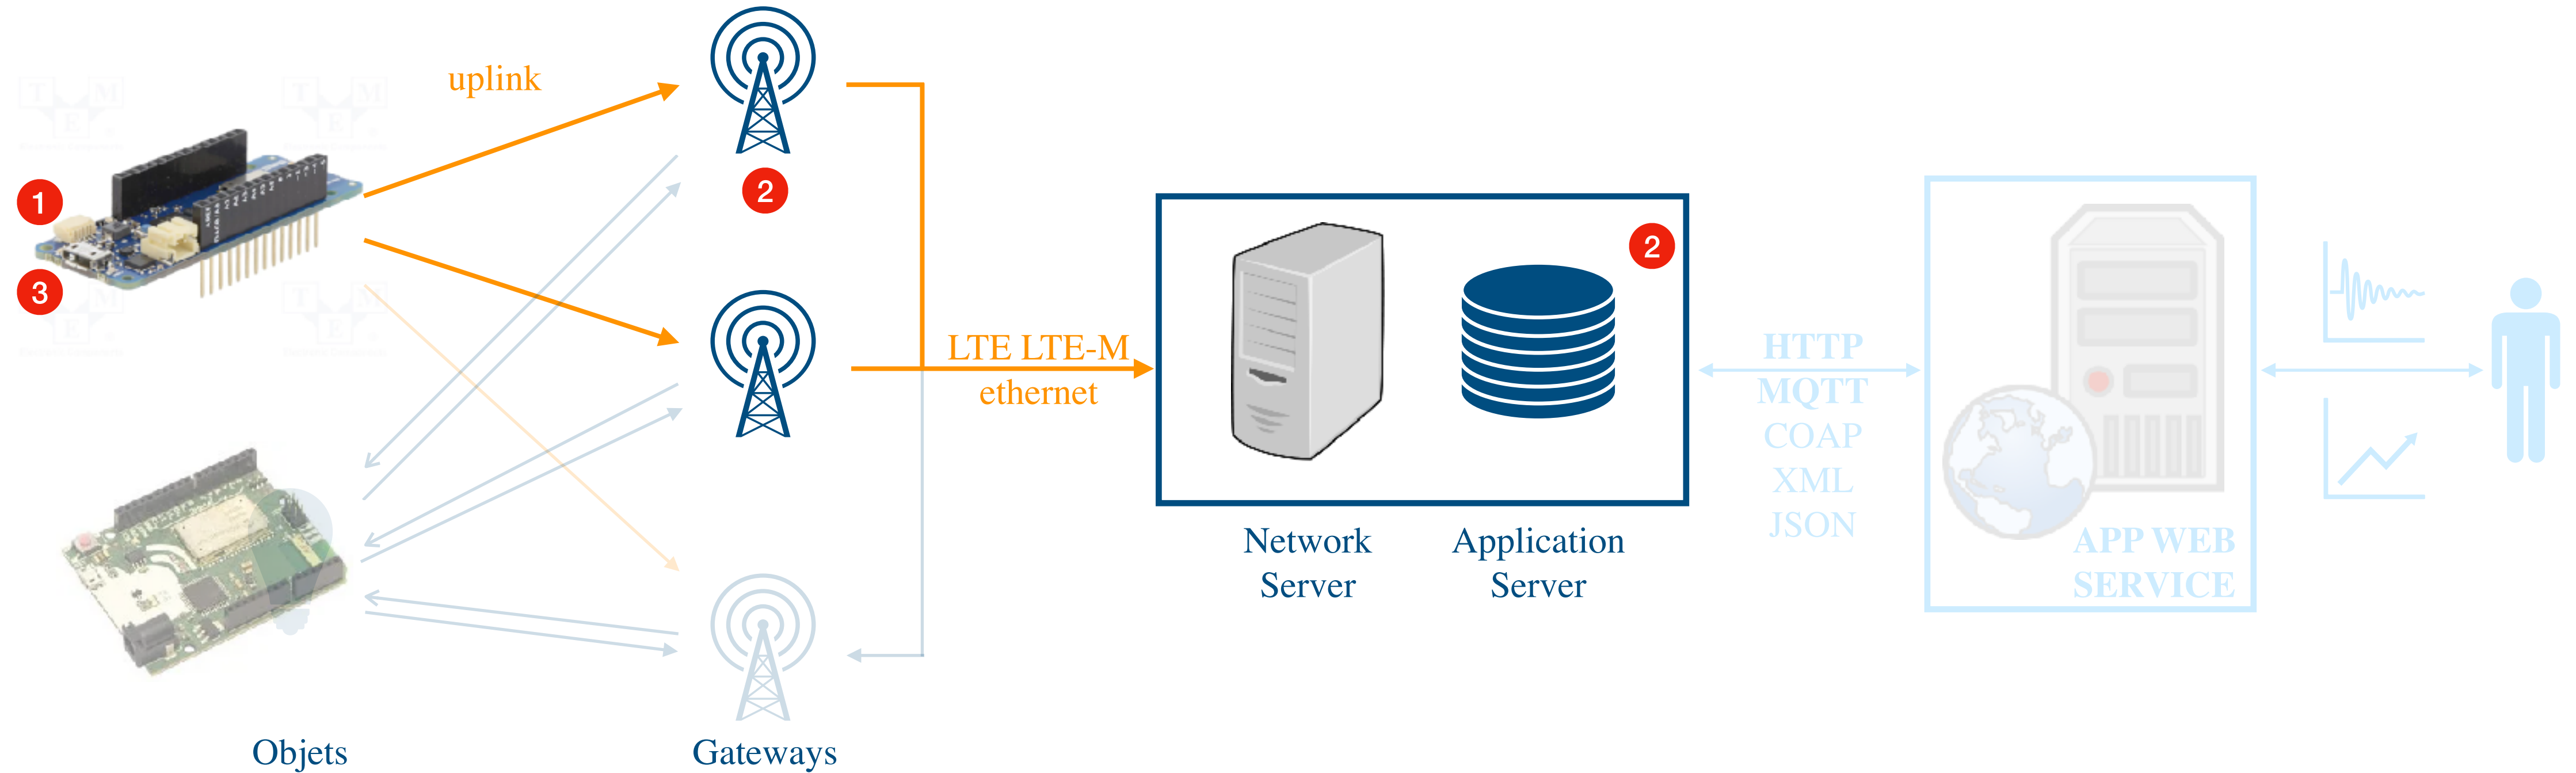 uplink
T M
E
T M
E
1
3
2
T M
E
T M
E
LTE LTE-M
ethernet
2
HTTP
MQTT
COAP
XML
JSON
Network
Server
Application
Server
APP WEB
SERVICE
Objets
Gateways